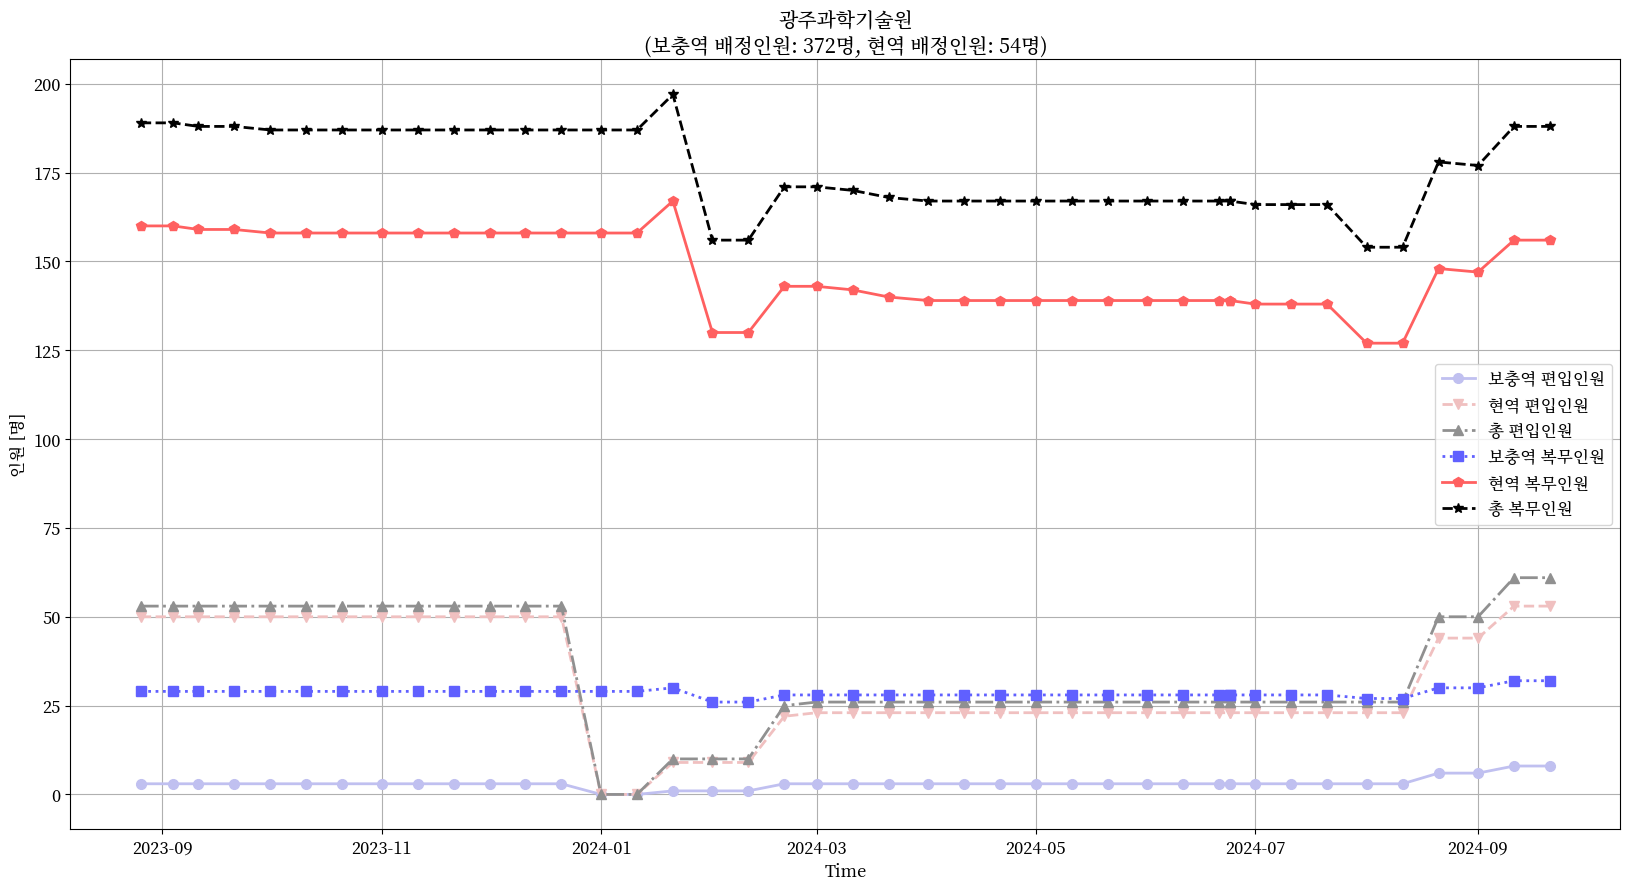 광주과학기술원
(보충역 배정인원: 372명, 현역 배정인원: 54명)
인원 [명]
200
175
150
125
100
75
50
25
0
보충역 편입인원
현역 편입인원
총 편입인원
보충역 복무인원
현역 복무인원
총 복무인원
2023-09
2023-11
2024-01
2024-03
2024-05
2024-07
2024-09
Time